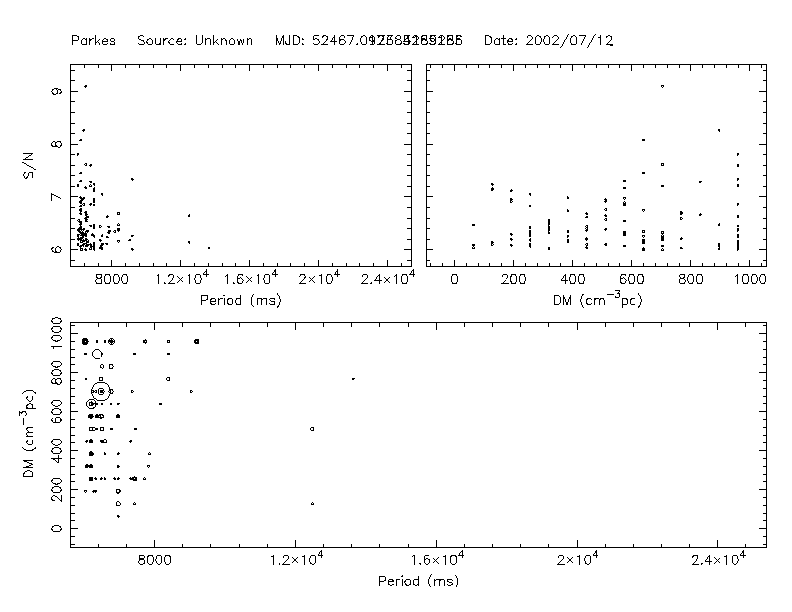 Parkes Source: Unknown MJD: Date: 2002/07/12
9
8
7
6
S/N
8000 1.2×10⁴ 1.6×10⁴ 2×10⁴ 2.4×10⁴
Period (ms)
0 200 400 600 800 1000
DM (cm⁻³pc)
1000
800
600
400
200
0
DM (cm⁻³pc)
8000 1.2×10⁴ 1.6×10⁴ 2×10⁴ 2.4×10⁴
Period (ms)